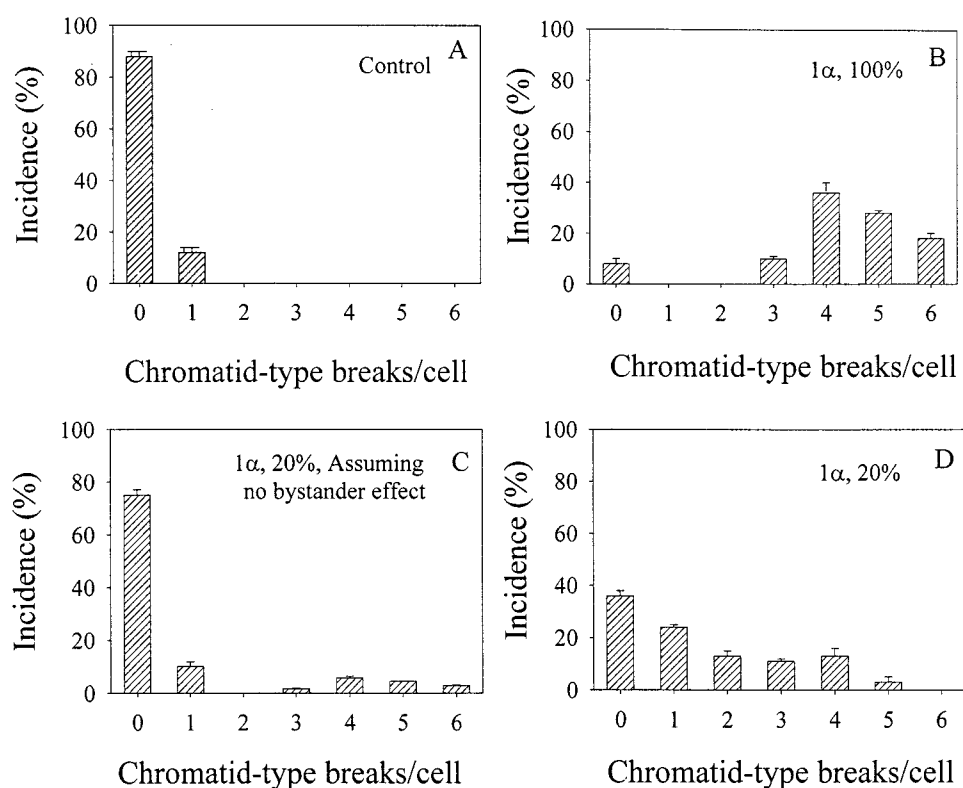 A
Control
Incidence (%)
100
80
60
40
20
0
0 1 2 3 4 5 6
Chromatid-type breaks/cell
B
1α, 100%
Incidence (%)
100
80
60
40
20
0
0 1 2 3 4 5 6
Chromatid-type breaks/cell
C
1α, 20%, Assuming
no bystander effect
Incidence (%)
100
80
60
40
20
0
0 1 2 3 4 5 6
Chromatid-type breaks/cell
D
1α, 20%
Incidence (%)
100
80
60
40
20
0
0 1 2 3 4 5 6
Chromatid-type breaks/cell